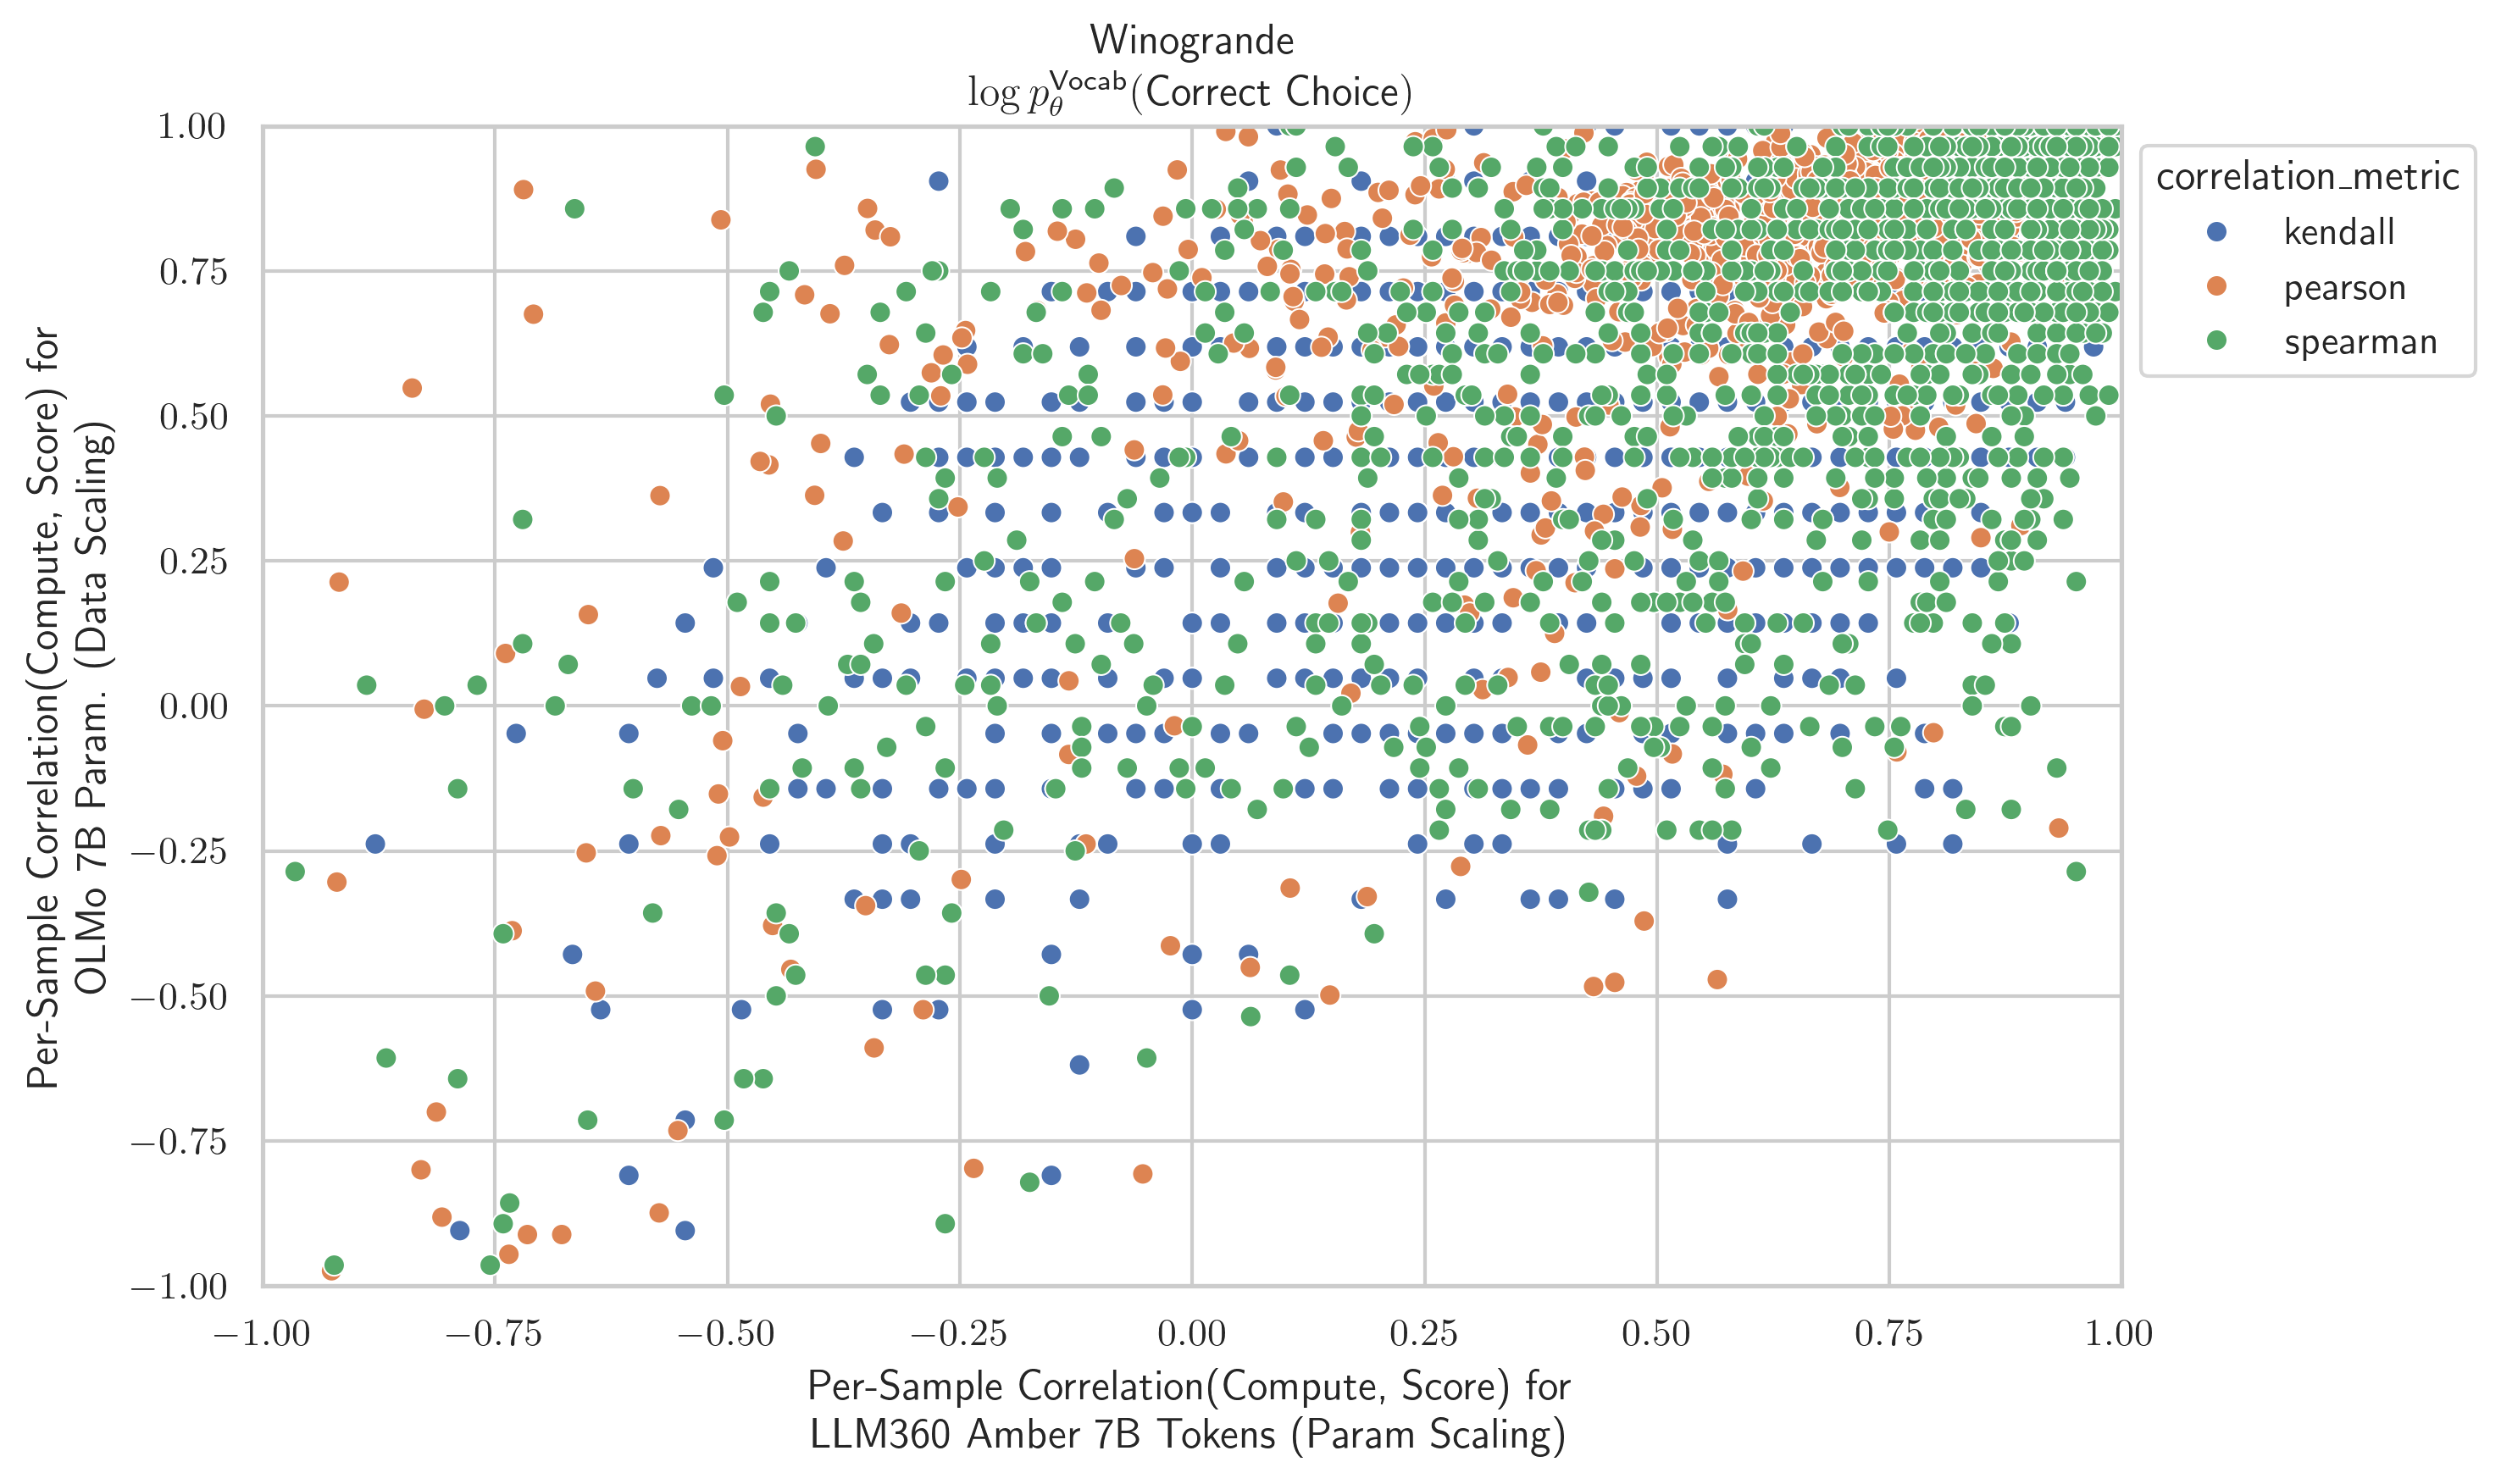 Winogrande
log p_θ^Vocab(Correct Choice)
Per-Sample Correlation(Compute, Score) for
OLMo 7B Param. (Data Scaling)
1.00
0.75
0.50
0.25
0.00
−0.25
−0.50
−0.75
−1.00
−1.00 −0.75 −0.50 −0.25 0.00 0.25 0.50 0.75 1.00
Per-Sample Correlation(Compute, Score) for
LLM360 Amber 7B Tokens (Param Scaling)
correlation_metric
kendall
pearson
spearman